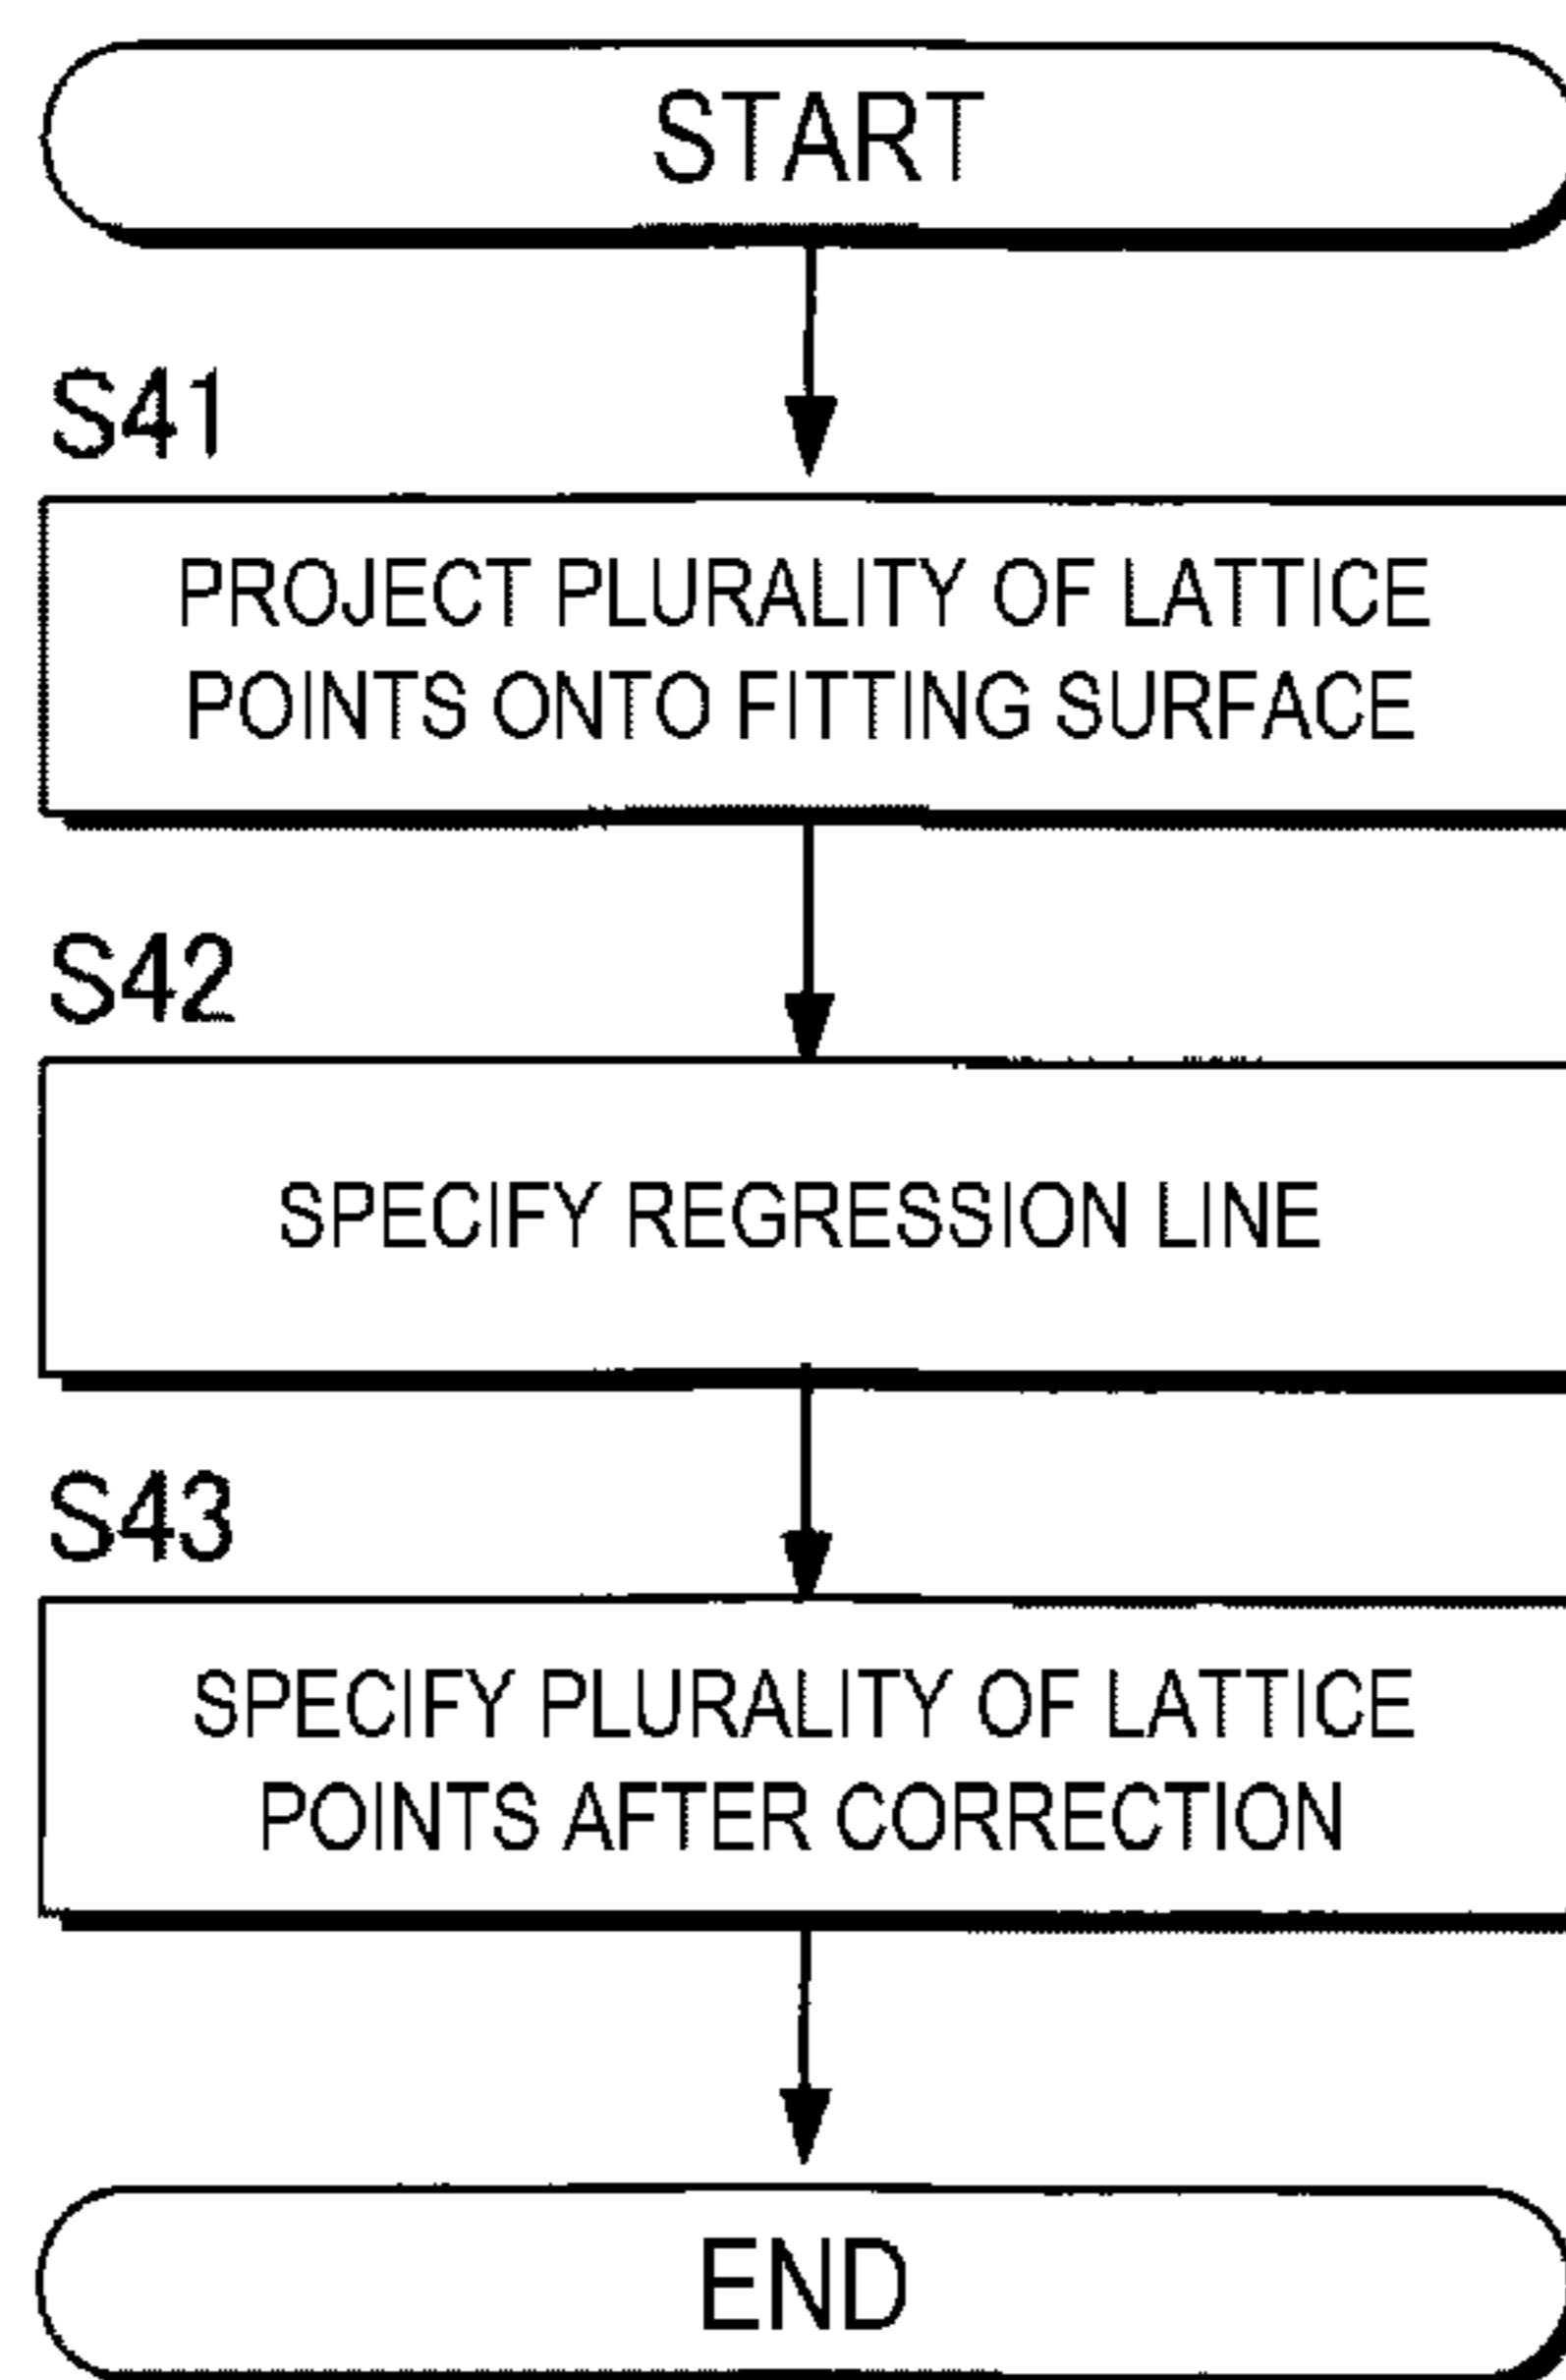 START
S41
PROJECT PLURALITY OF LATTICE
POINTS ONTO FITTING SURFACE
S42
SPECIFY REGRESSION LINE
S43
SPECIFY PLURALITY OF LATTICE
POINTS AFTER CORRECTION
END